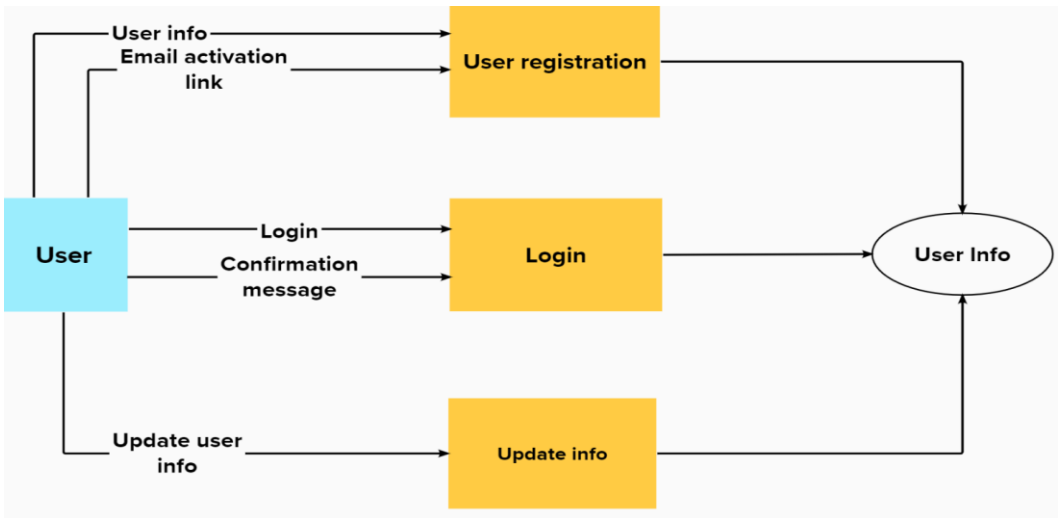 User info
Email activation
link
User registration
User
Login
Confirmation
message
Login
User Info
Update user
info
Update info